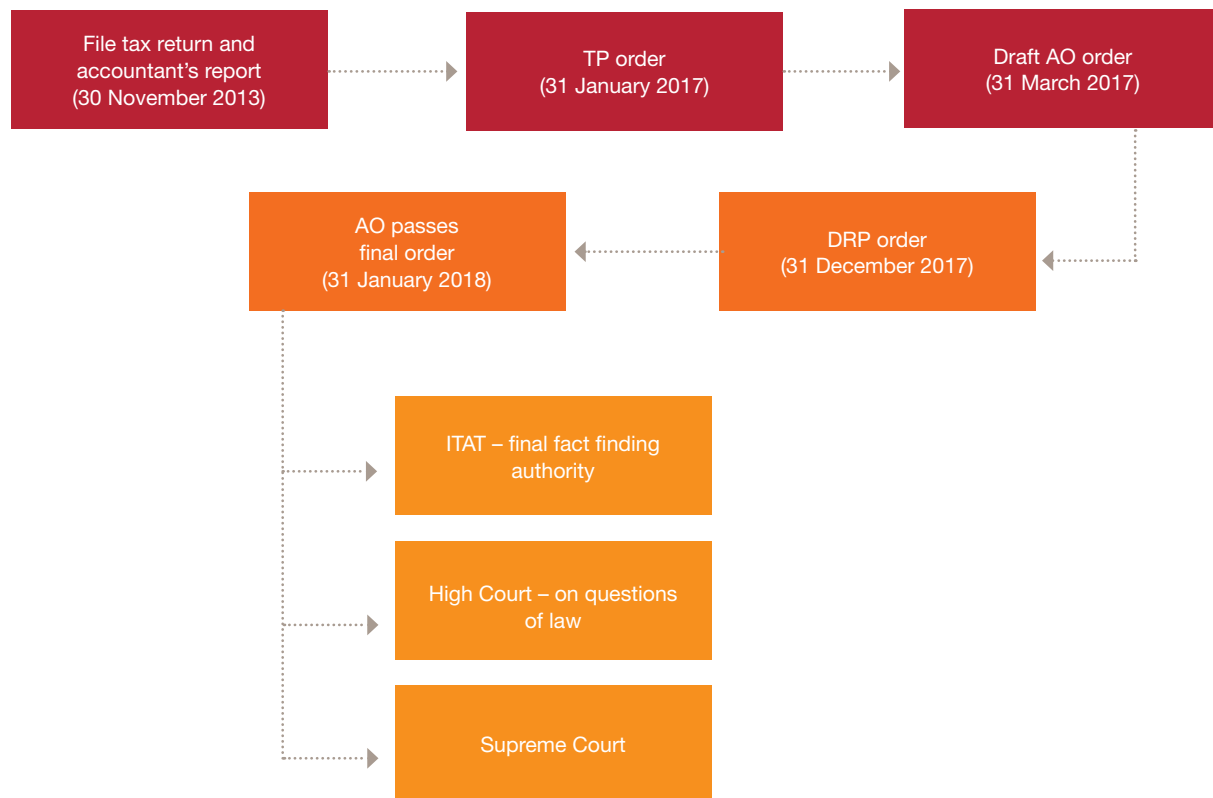 File tax return and
accountant’s report
(30 November 2013)
TP order
(31 January 2017)
Draft AO order
(31 March 2017)
DRP order
(31 December 2017)
AO passes
final order
(31 January 2018)
ITAT – final fact finding
authority
High Court – on questions
of law
Supreme Court